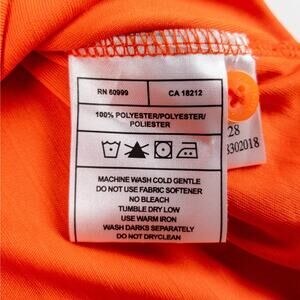 RN 60999
CA 18212
100% POLYESTER/POLYESTER/
POLIESTER
MACHINE WASH COLD GENTLE
DO NOT USE FABRIC SOFTENER
NO BLEACH
TUMBLE DRY LOW
USE WARM IRON
WASH DARKS SEPARATELY
DO NOT DRYCLEAN
28
3302018